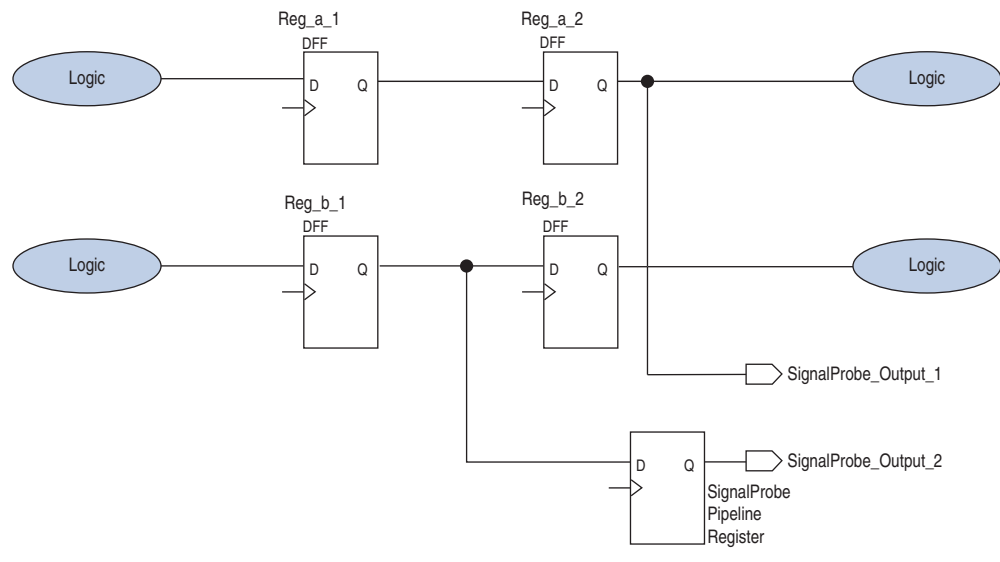 Reg_a_1
Reg_a_2
DFF
DFF
Logic
D Q
D Q
Logic
Reg_b_1
Reg_b_2
DFF
DFF
Logic
D Q
D Q
Logic
SignalProbe_Output_1
D Q
SignalProbe_Output_2
SignalProbe
Pipeline
Register